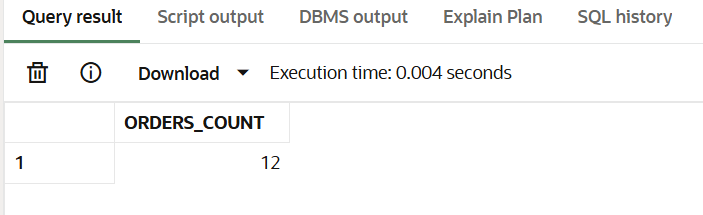 Query result Script output DBMS output Explain Plan SQL history
Download Execution time: 0.004 seconds
ORDERS_COUNT
1 12